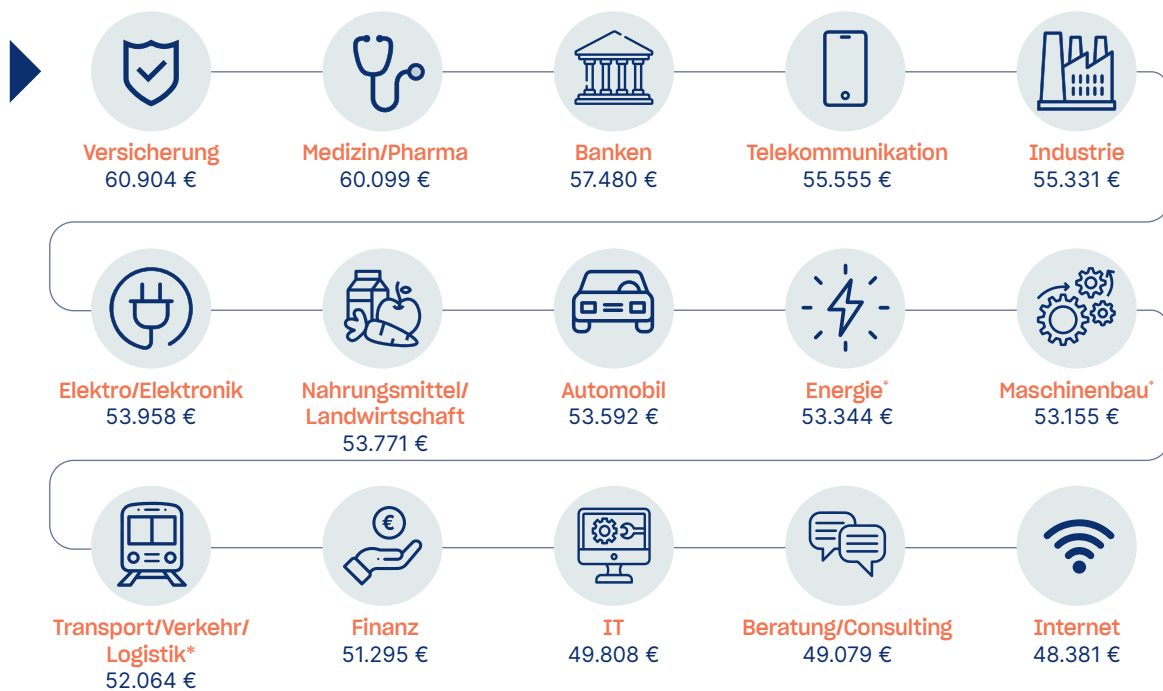 Versicherung
60.904 €
Medizin/Pharma
60.099 €
Banken
57.480 €
Telekommunikation
55.555 €
Industrie
55.331 €
Elektro/Elektronik
53.958 €
Nahrungsmittel/
Landwirtschaft
53.771 €
Automobil
53.592 €
Energie*
53.344 €
Maschinenbau*
53.155 €
Transport/Verkehr/
Logistik*
52.064 €
€
Finanz
51.295 €
IT
49.808 €
Beratung/Consulting
49.079 €
Internet
48.381 €